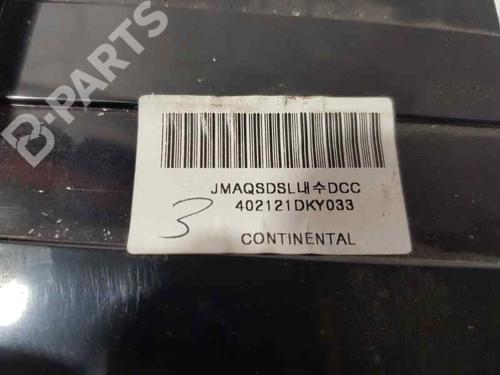 B-PARTS
JMAQSDSL내수DCC
402121DKY033
3
CONTINENTAL